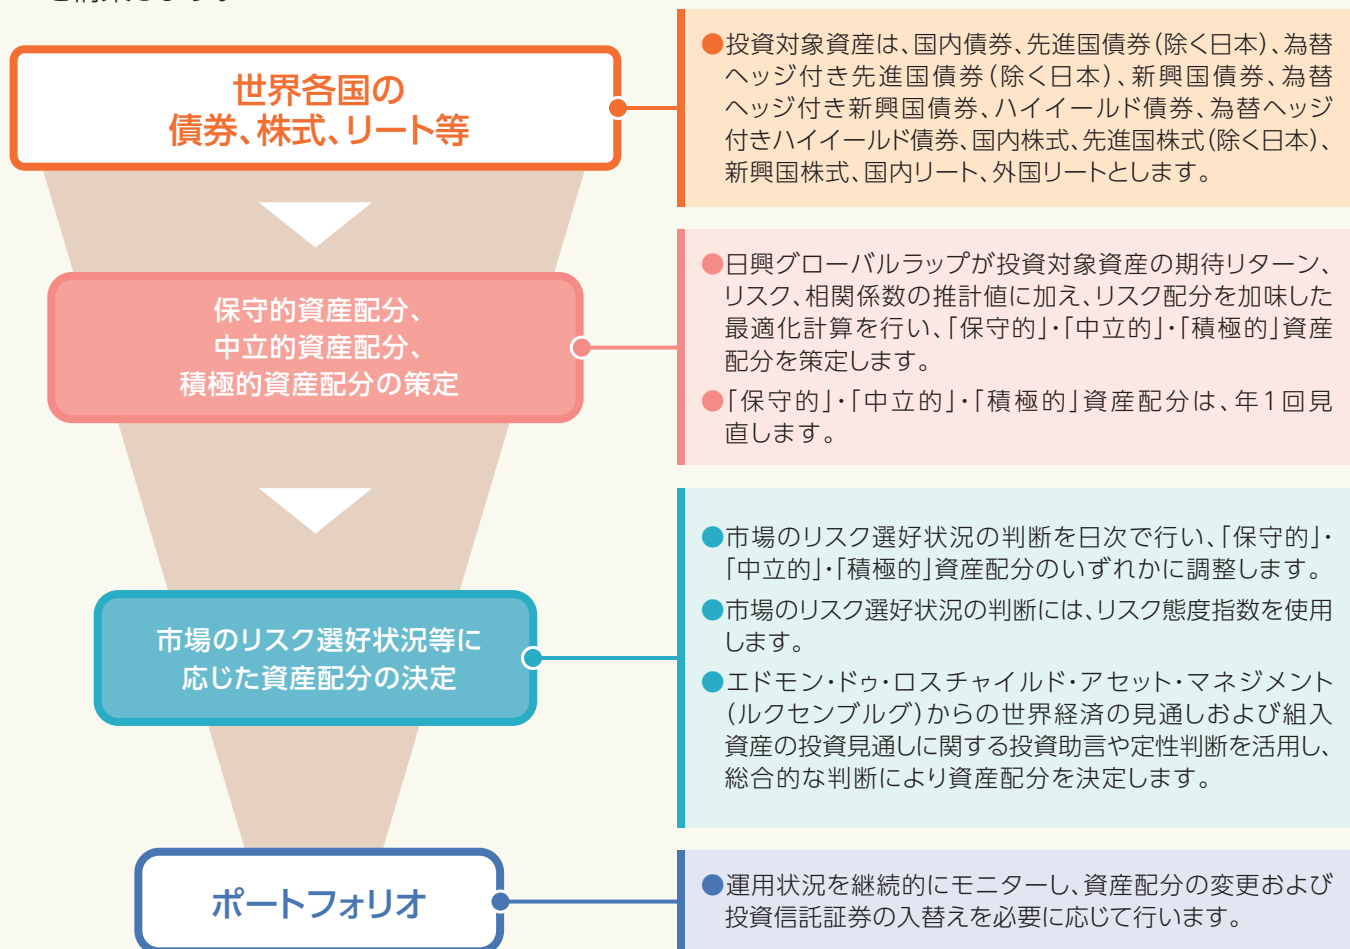 を構築します。
世界各国の
債券、株式、リート等
●投資対象資産は、国内債券、先進国債券(除く日本)、為替
ヘッジ付き先進国債券(除く日本)、新興国債券、為替
ヘッジ付き新興国債券、ハイイールド債券、為替ヘッジ
付きハイイールド債券、国内株式、先進国株式(除く日本)、
新興国株式、国内リート、外国リートとします。
保守的資産配分、
中立的資産配分、
積極的資産配分の策定
●日興グローバルラップが投資対象資産の期待リターン、
リスク、相関係数の推計値に加え、リスク配分を加味した
最適化計算を行い、「保守的」・「中立的」・「積極的」資産
配分を策定します。
●「保守的」・「中立的」・「積極的」資産配分は、年1回見
直します。
市場のリスク選好状況等に
応じた資産配分の決定
●市場のリスク選好状況の判断を日次で行い、「保守的」・
「中立的」・「積極的」資産配分のいずれかに調整します。
●市場のリスク選好状況の判断には、リスク態度指数を使用
します。
●エドモン・ドゥ・ロスチャイルド・アセット・マネジメント
(ルクセンブルグ)からの世界経済の見通しおよび組入
資産の投資見通しに関する投資助言や定性判断を活用し、
総合的な判断により資産配分を決定します。
ポートフォリオ
●運用状況を継続的にモニターし、資産配分の変更および
投資信託証券の入替えを必要に応じて行います。